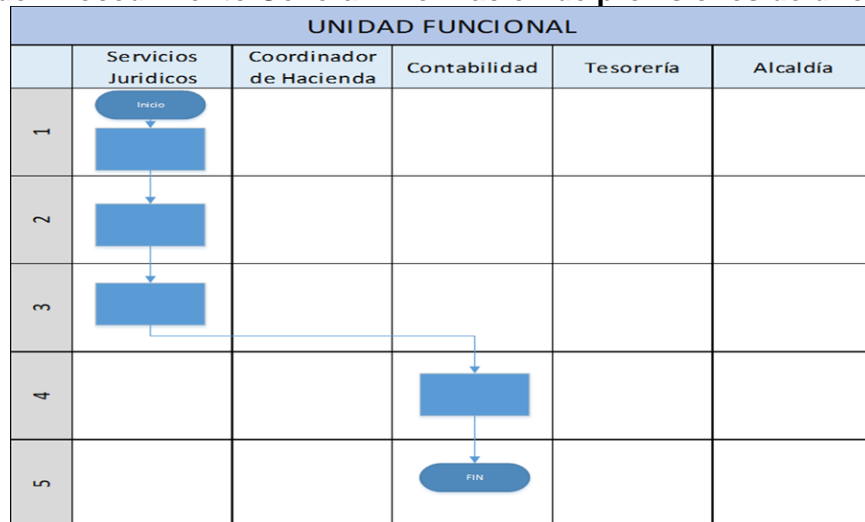 UNIDAD FUNCIONAL
Servicios
Juridicos
Coordinador
de Hacienda
Contabilidad
Tesorería
Alcaldía
1
Inicio
2
3
4
5
FIN